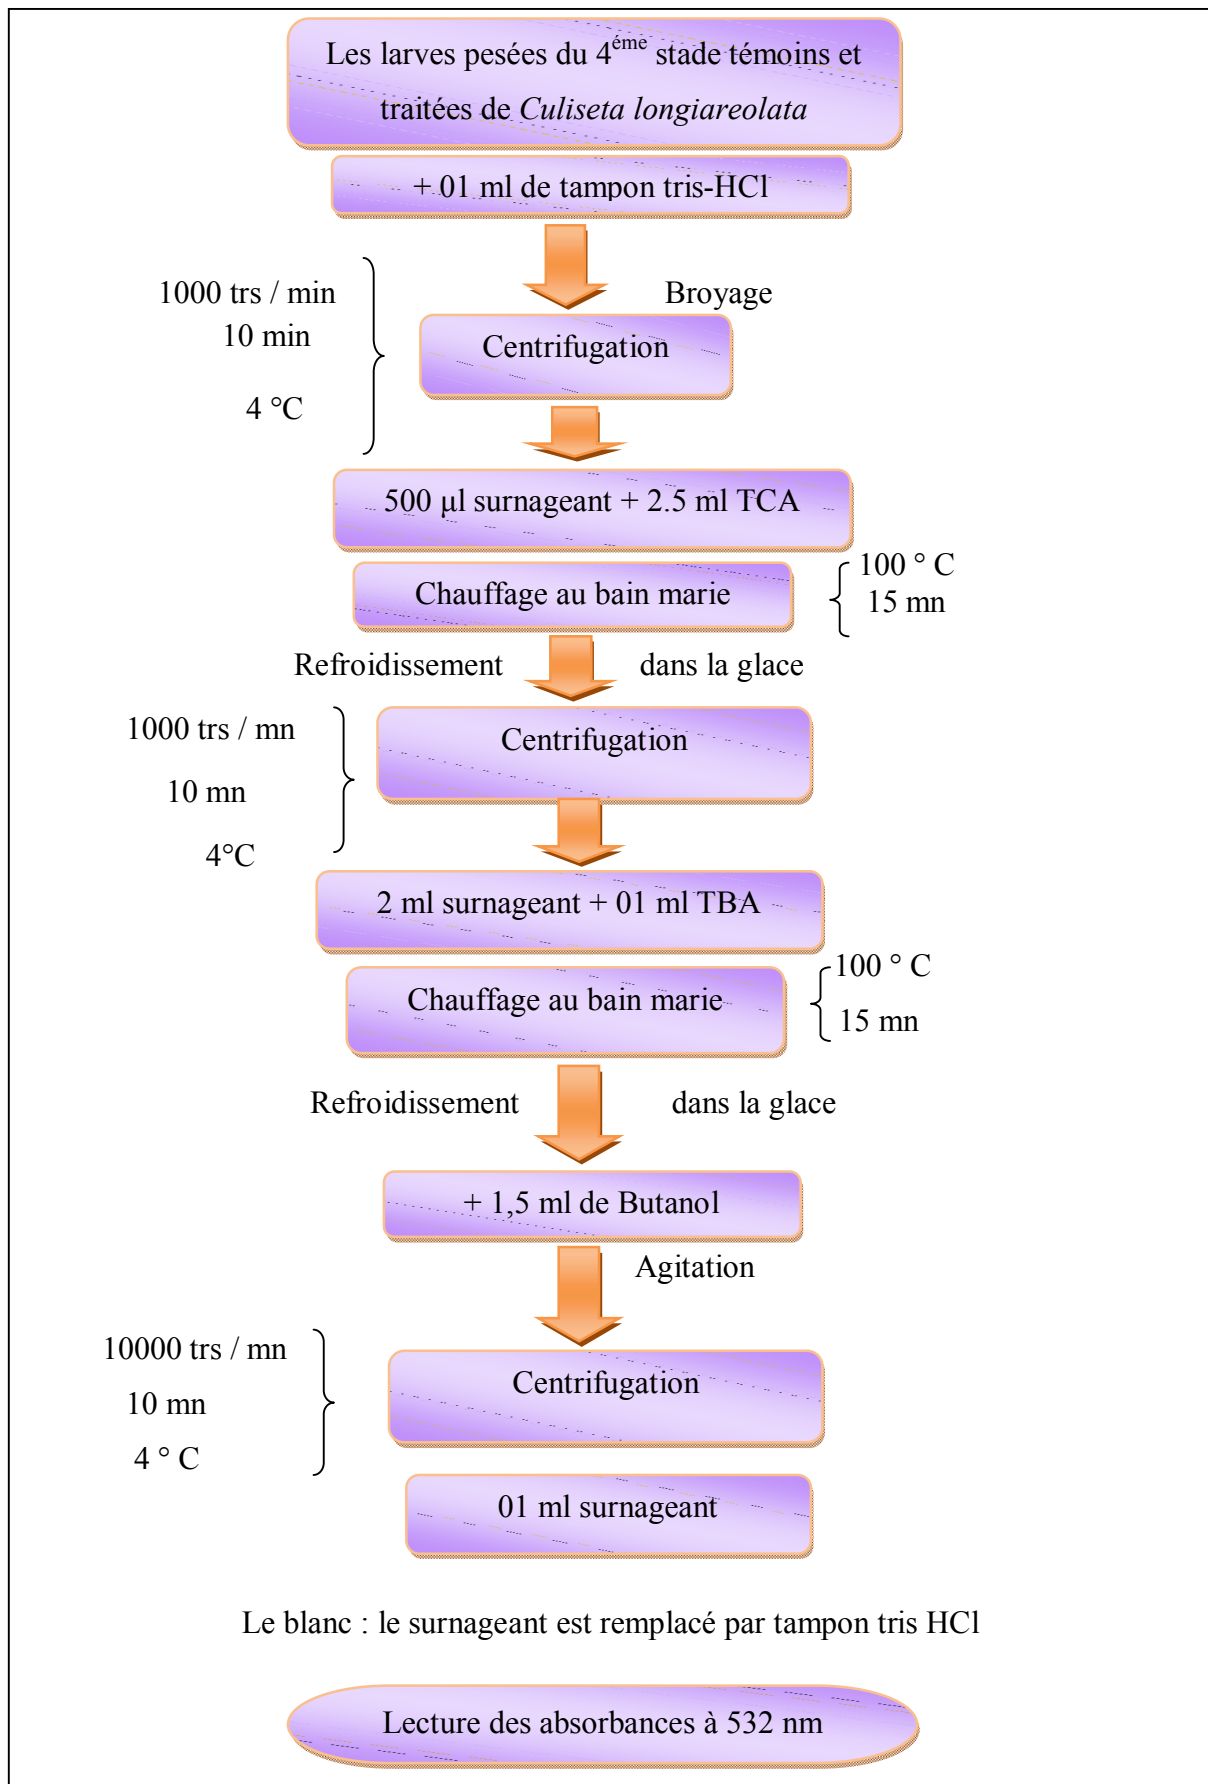 Les larves pesées du 4éme stade témoins et
traitées de Culiseta longiareolata
+ 01 ml de tampon tris-HCl
Broyage
1000 trs / min
10 min
4 °C
Centrifugation
500 µl surnageant + 2.5 ml TCA
Chauffage au bain marie
100 ° C
15 mn
Refroidissement dans la glace
1000 trs / mn
10 mn
4°C
Centrifugation
2 ml surnageant + 01 ml TBA
Chauffage au bain marie
100 ° C
15 mn
Refroidissement dans la glace
+ 1,5 ml de Butanol
Agitation
10000 trs / mn
10 mn
4 ° C
Centrifugation
01 ml surnageant
Le blanc : le surnageant est remplacé par tampon tris HCl
Lecture des absorbances à 532 nm